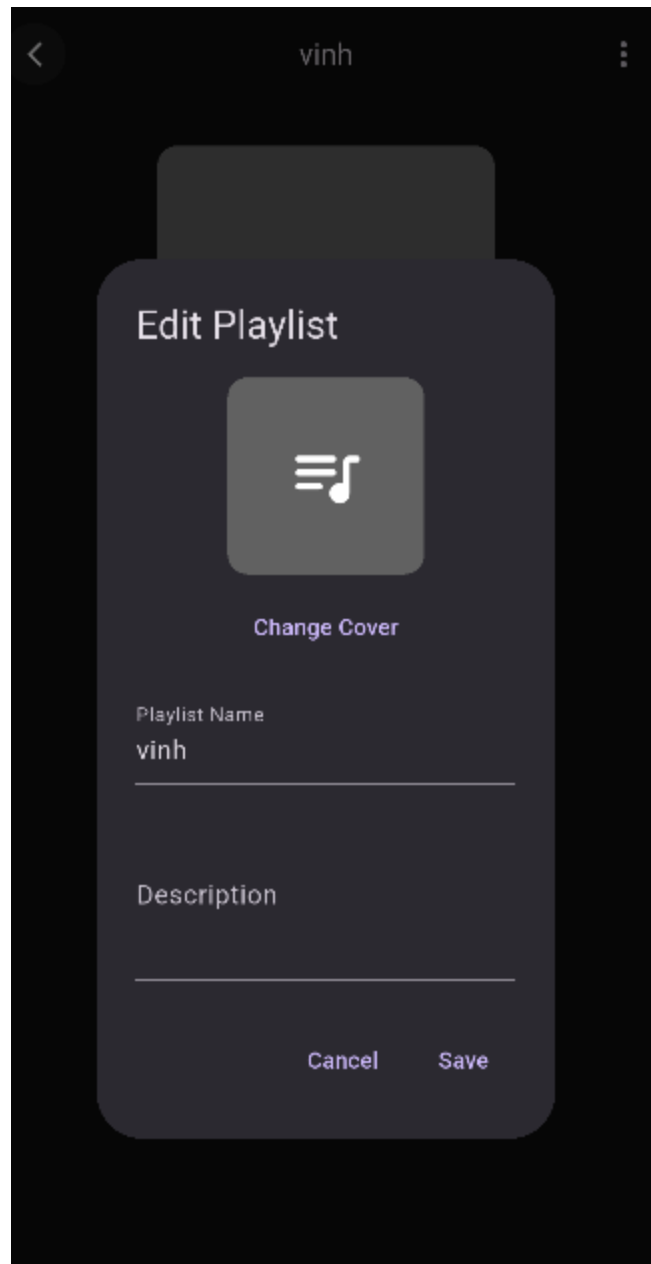 vinh
Edit Playlist
Change Cover
Playlist Name
vinh
Description
Cancel Save